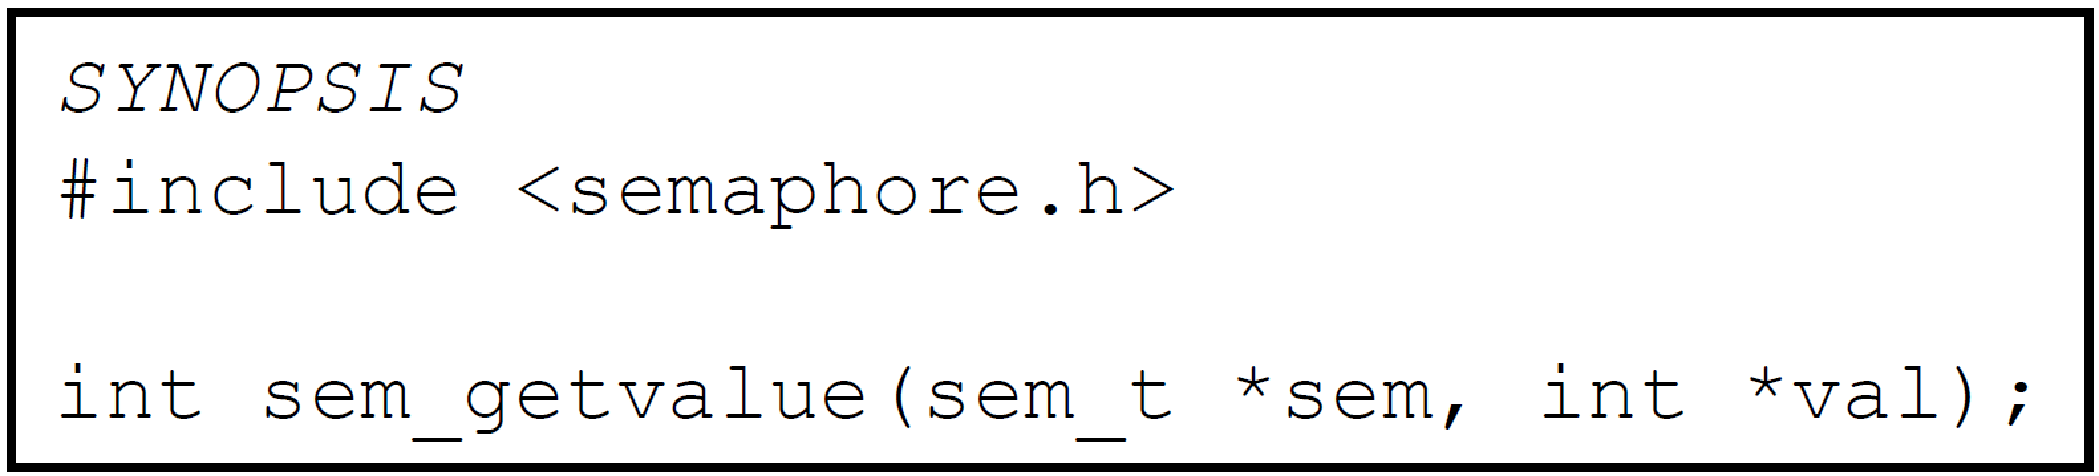 SYNOPSIS
#include <semaphore.h>
int sem_getvalue(sem_t *sem, int *val);